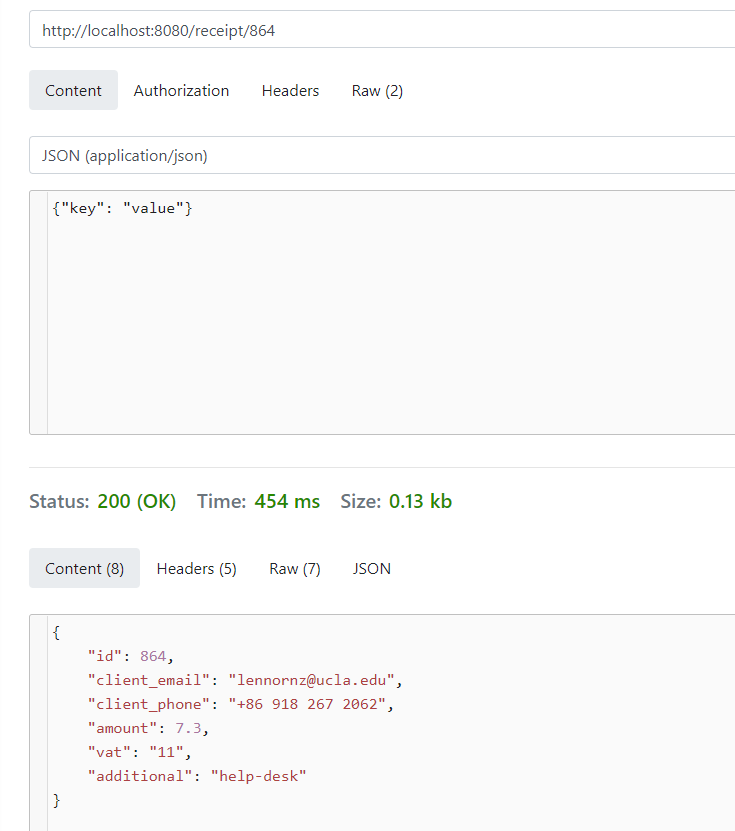 http://localhost:8080/receipt/864
Content Authorization Headers Raw (2)
JSON (application/json)
{"key": "value"}
Status: 200 (OK) Time: 454 ms Size: 0.13 kb
Content (8) Headers (5) Raw (7) JSON
{
    "id": 864,
    "client_email": "lennornz@ucla.edu",
    "client_phone": "+86 918 267 2062",
    "amount": 7.3,
    "vat": "11",
    "additional": "help-desk"
}